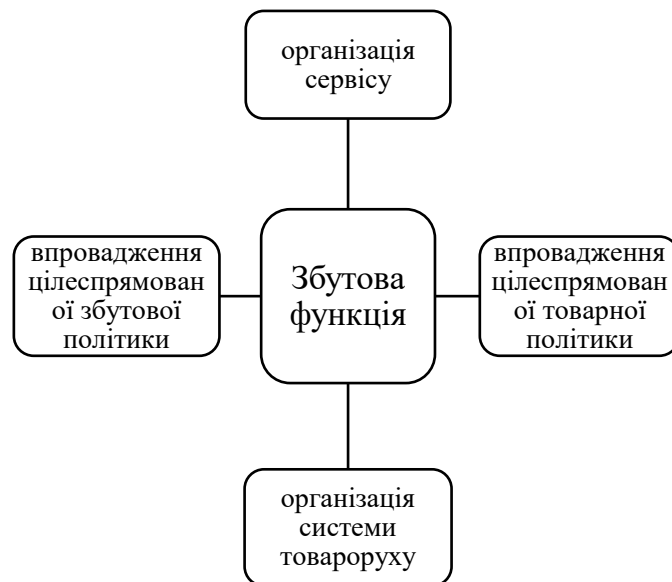 організація
сервісу
впровадження
цілеспрямован
ої збутової
політики
Збутова
функція
впровадження
цілеспрямован
ої товарної
політики
організація
системи
товароруху